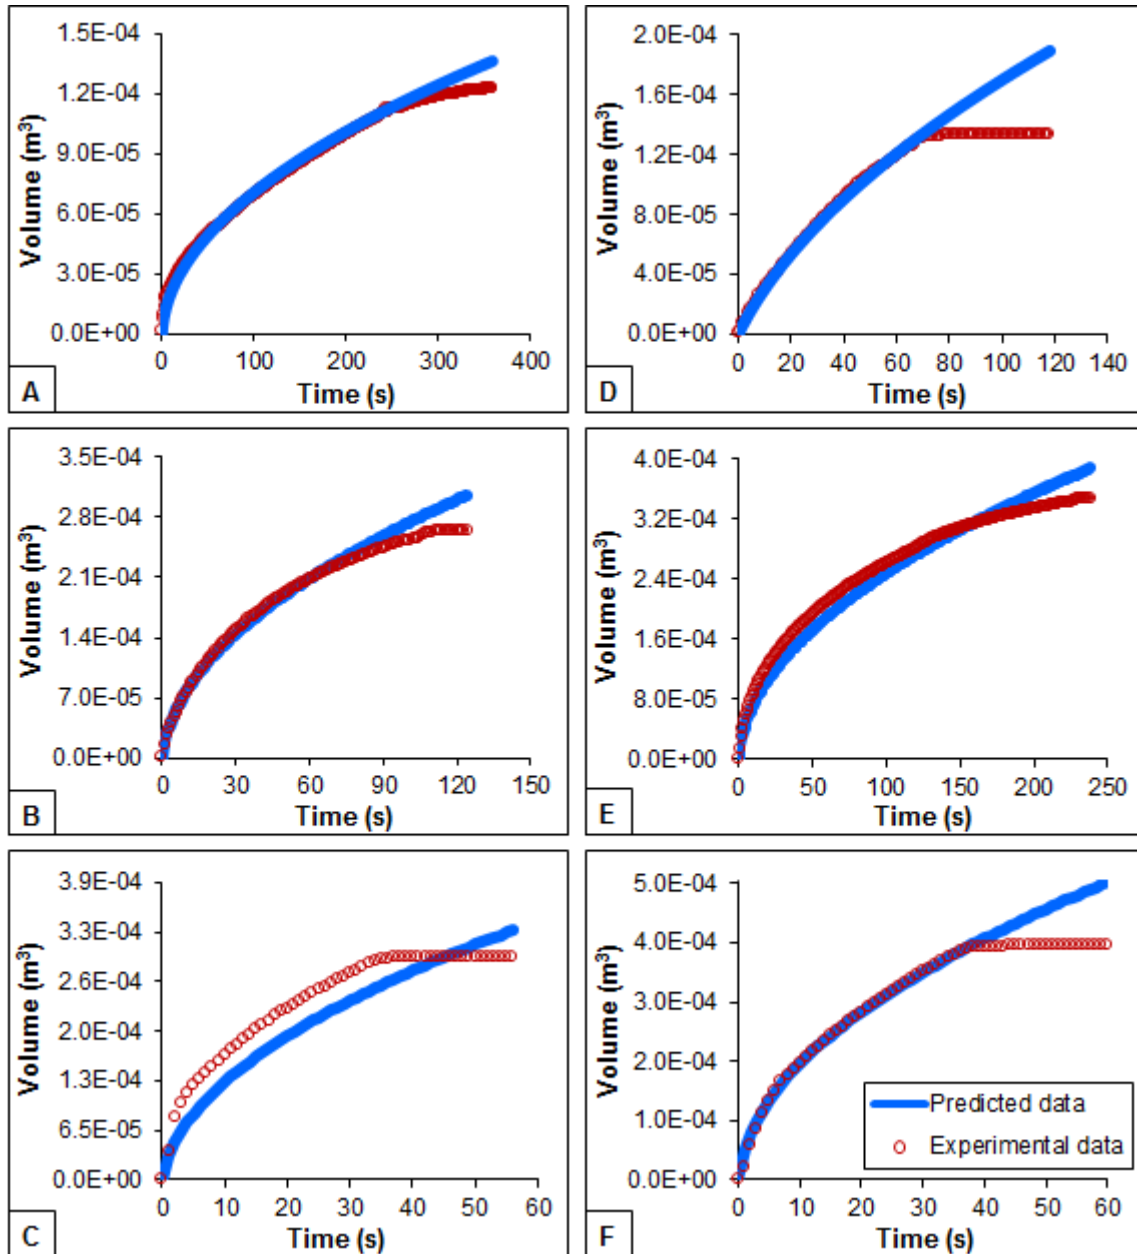 1.5E-04
1.2E-04
9.0E-05
6.0E-05
3.0E-05
0.0E+00
Volume (m³)
0 100 200 300 400
Time (s)
A
2.0E-04
1.6E-04
1.2E-04
8.0E-05
4.0E-05
0.0E+00
Volume (m³)
0 20 40 60 80 100 120 140
Time (s)
D
3.5E-04
2.8E-04
2.1E-04
1.4E-04
7.0E-05
0.0E+00
Volume (m³)
0 30 60 90 120 150
Time (s)
B
4.0E-04
3.2E-04
2.4E-04
1.6E-04
8.0E-05
0.0E+00
Volume (m³)
0 50 100 150 200 250
Time (s)
E
3.9E-04
3.3E-04
2.6E-04
2.0E-04
1.3E-04
6.5E-05
0.0E+00
Volume (m³)
0 10 20 30 40 50 60
Time (s)
C
5.0E-04
4.0E-04
3.0E-04
2.0E-04
1.0E-04
0.0E+00
Volume (m³)
0 10 20 30 40 50 60
Time (s)
F
Predicted data
Experimental data